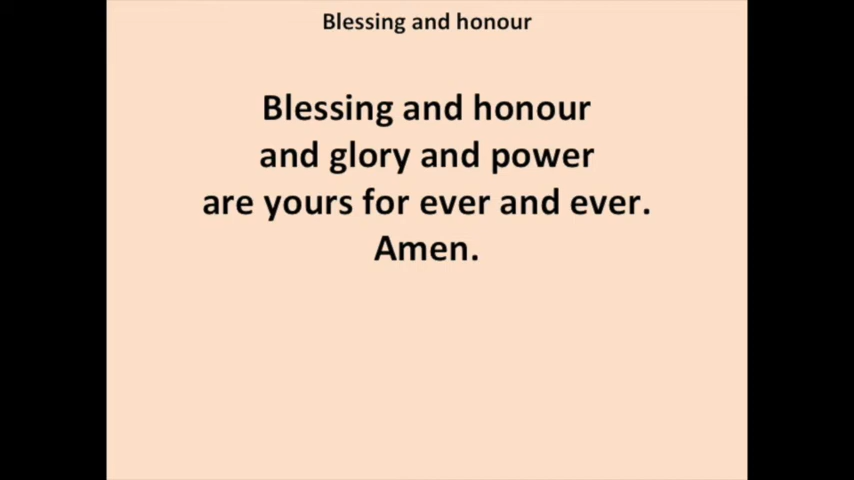 Blessing and honour
Blessing and honour
and glory and power
are yours for ever and ever.
Amen.